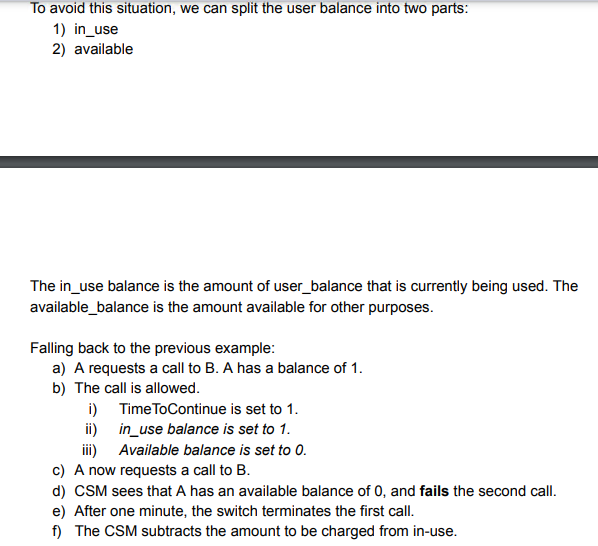 To avoid this situation, we can split the user balance into two parts:
1) in_use
2) available
The in_use balance is the amount of user_balance that is currently being used. The
available_balance is the amount available for other purposes.
Falling back to the previous example:
a) A requests a call to B. A has a balance of 1.
b) The call is allowed.
i) TimeToContinue is set to 1.
ii) in_use balance is set to 1.
iii) Available balance is set to 0.
c) A now requests a call to B.
d) CSM sees that A has an available balance of 0, and fails the second call.
e) After one minute, the switch terminates the first call.
f) The CSM subtracts the amount to be charged from in-use.